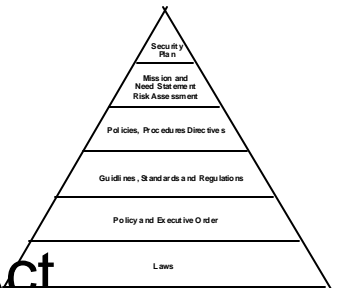 Security
Plan
Mission and
Need Statement
Risk Assessment
Policies, Procedures Directives
Guidlines, Standards and Regulations
Policy and Executive Order
Laws
ct